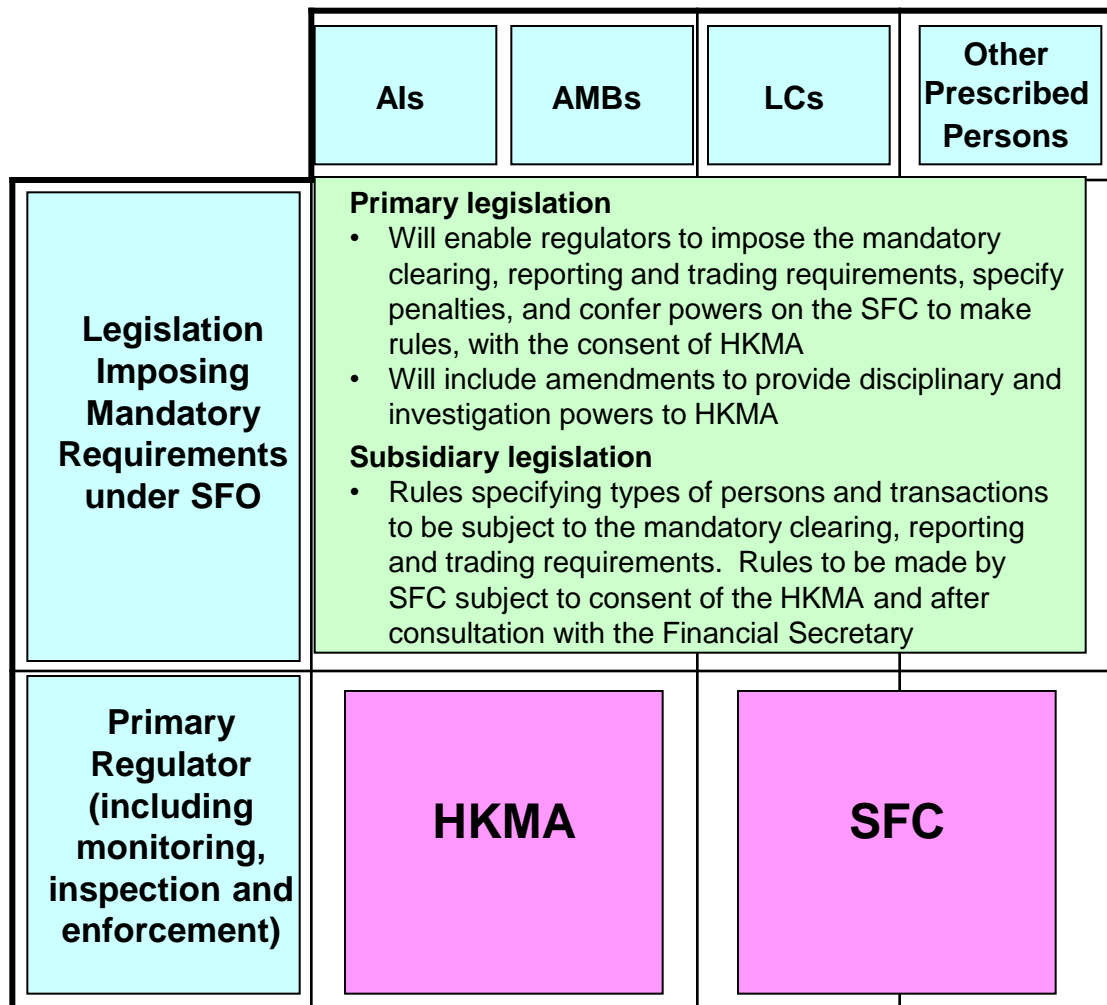 AIs
AMBs
LCs
Other
Prescribed
Persons
Legislation
Imposing
Mandatory
Requirements
under SFO
Primary legislation
• Will enable regulators to impose the mandatory
clearing, reporting and trading requirements, specify
penalties, and confer powers on the SFC to make
rules, with the consent of HKMA
• Will include amendments to provide disciplinary and
investigation powers to HKMA
Subsidiary legislation
• Rules specifying types of persons and transactions
to be subject to the mandatory clearing, reporting
and trading requirements.  Rules to be made by
SFC subject to consent of the HKMA and after
consultation with the Financial Secretary
Primary
Regulator
(including
monitoring,
inspection and
enforcement)
HKMA
SFC